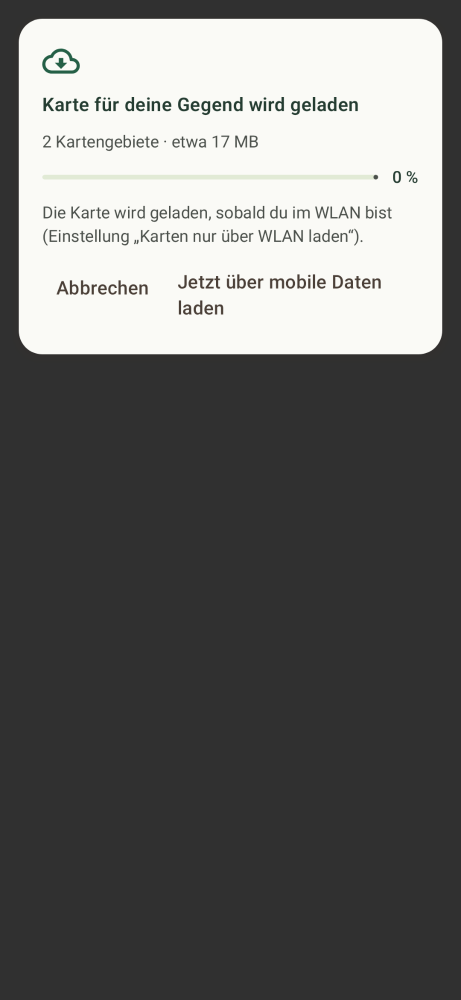 Karte für deine Gegend wird geladen
2 Kartengebiete · etwa 17 MB
0 %
Die Karte wird geladen, sobald du im WLAN bist
(Einstellung „Karten nur über WLAN laden“).
Abbrechen
Jetzt über mobile Daten
laden